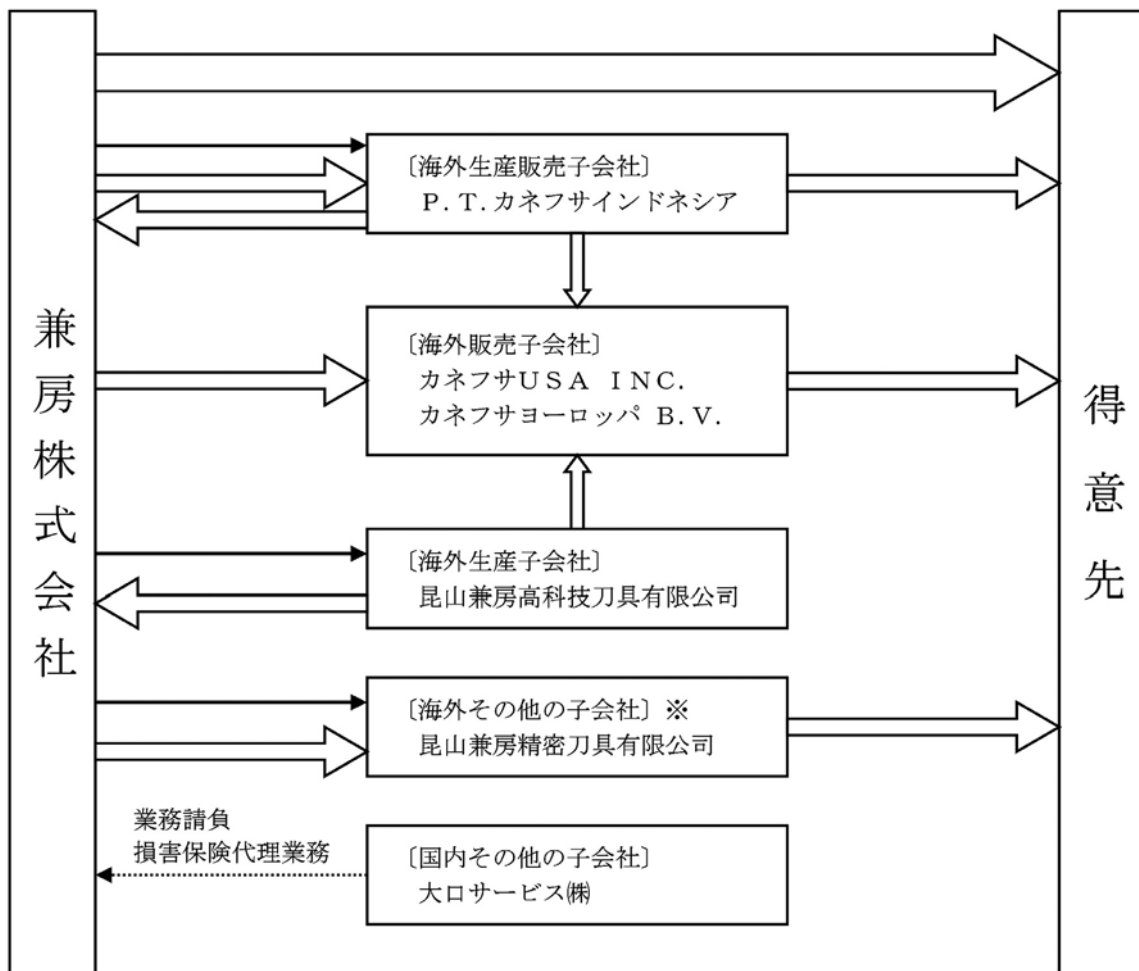 兼房株式会社
〔海外生産販売子会社〕
Ｐ.Ｔ.カネフサインドネシア
〔海外販売子会社〕
カネフサＵＳＡ ＩＮＣ.
カネフサヨーロッパ Ｂ.Ｖ.
〔海外生産子会社〕
昆山兼房高科技刀具有限公司
〔海外その他の子会社〕※
昆山兼房精密刀具有限公司
業務請負
損害保険代理業務
〔国内その他の子会社〕
大口サービス㈱
得意先